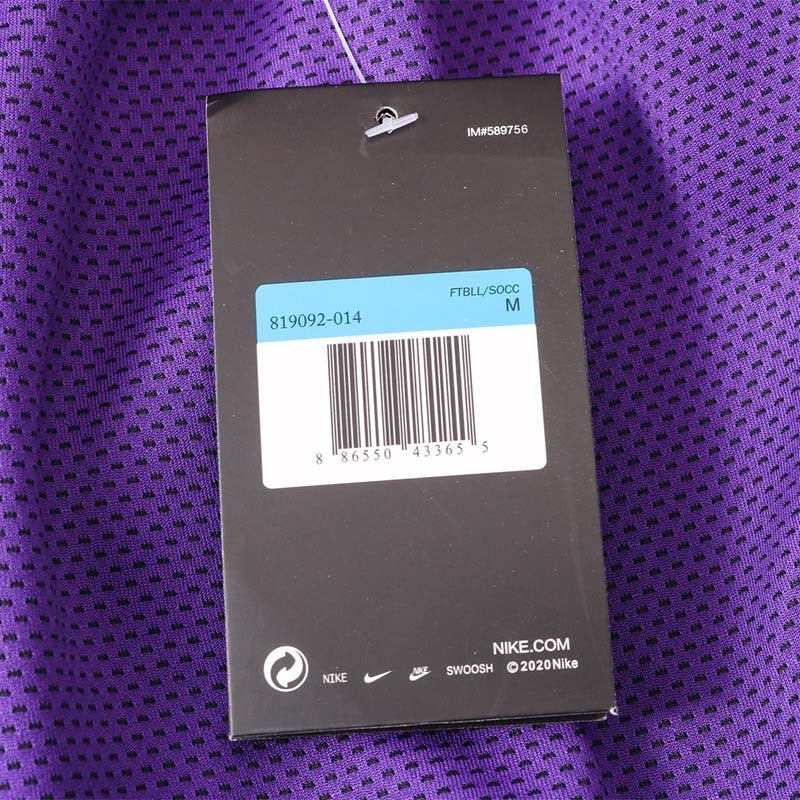 IM#589756
FTBLL/SOCC
819092-014 M
8 86550 43365 5
NIKE.COM
NIKE NIKE SWOOSH ©2020Nike